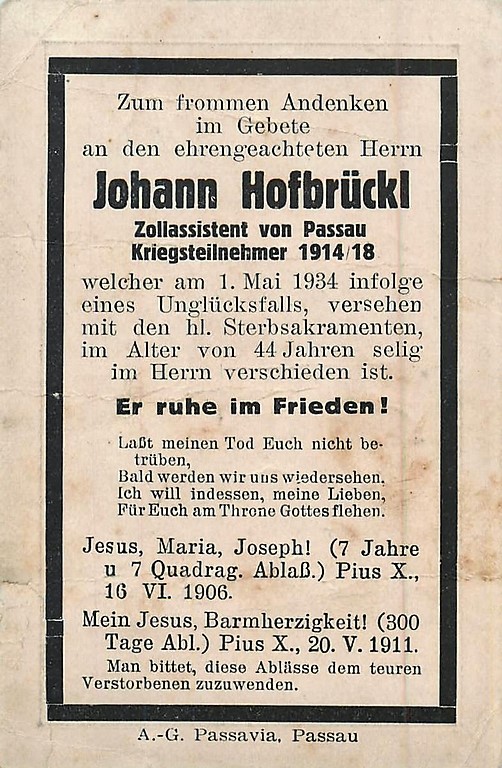 Zum frommen Andenken
im Gebete
an den ehrengeachteten Herrn
Johann Hofbrückl
Zollassistent von Passau
Kriegsteilnehmer 1914/18
welcher am 1. Mai 1934 infolge
eines Unglücksfalls, versehen
mit den hl. Sterbsakramenten,
im Alter von 44 Jahren selig
im Herrn verschieden ist.
Er ruhe im Frieden!
Laßt meinen Tod Euch nicht be-
trüben,
Bald werden wir uns wiedersehen.
Ich will indessen, meine Lieben,
Für Euch am Throne Gottes flehen.
Jesus, Maria, Joseph! (7 Jahre
u 7 Quadrag. Ablaß.) Pius X.,
16 VI. 1906.
Mein Jesus, Barmherzigkeit! (300
Tage Abl.) Pius X., 20. V. 1911.
Man bittet, diese Ablässe dem teuren
Verstorbenen zuzuwenden.
A.-G. Passavia, Passau